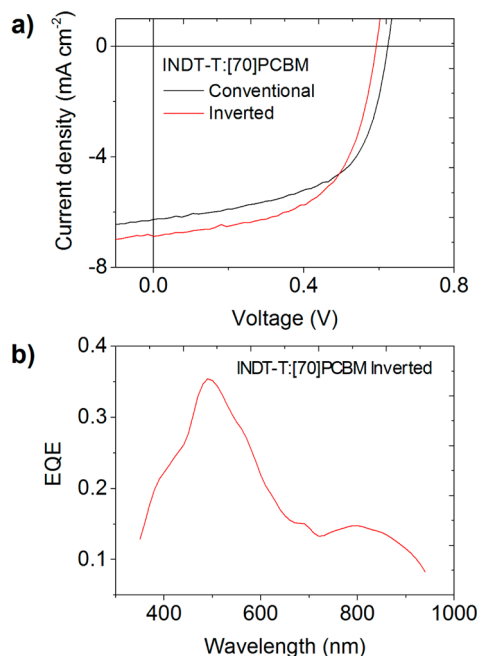 a)
Current density (mA cm⁻²)
0
-4
-8
INDT-T:[70]PCBM
Conventional
Inverted
0.0
0.4
0.8
Voltage (V)
b)
EQE
0.4
0.3
0.2
0.1
INDT-T:[70]PCBM Inverted
400
600
800
1000
Wavelength (nm)